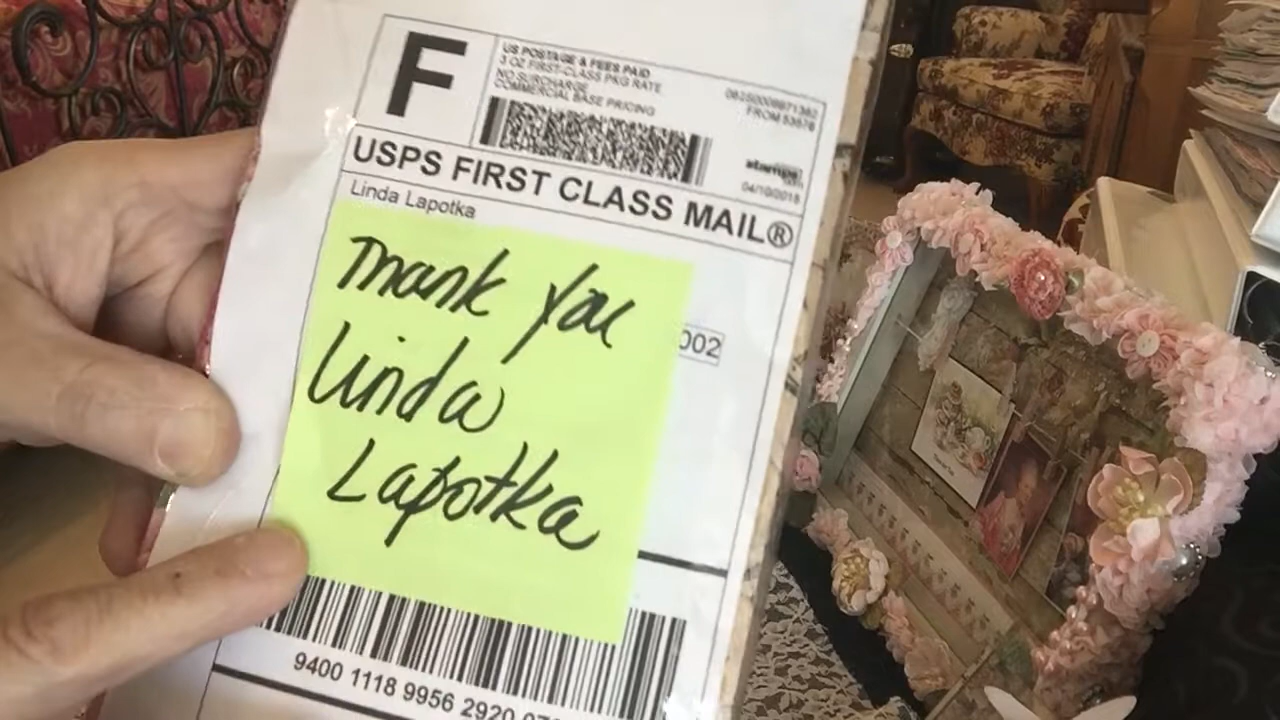 F
US POSTAGE & FEES PAID
3 OZ FIRST-CLASS PKG RATE
NO SURCHARGE
COMMERCIAL BASE PRICING
FROM 53576
stamps
04/10/2018
USPS FIRST CLASS MAIL®
Linda Lapotka
Thank you
Linda
Lapotka
002
9400 1118 9956 2920